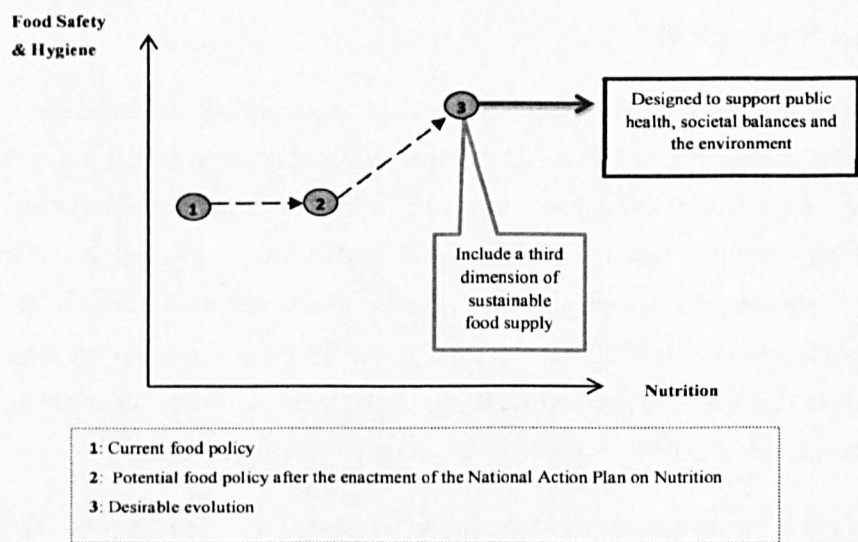 Food Safety
& Hygiene
3
Designed to support public
health, societal balances and
the environment
1
2
Include a third
dimension of
sustainable
food supply
Nutrition
1: Current food policy
2: Potential food policy after the enactment of the National Action Plan on Nutrition
3: Desirable evolution